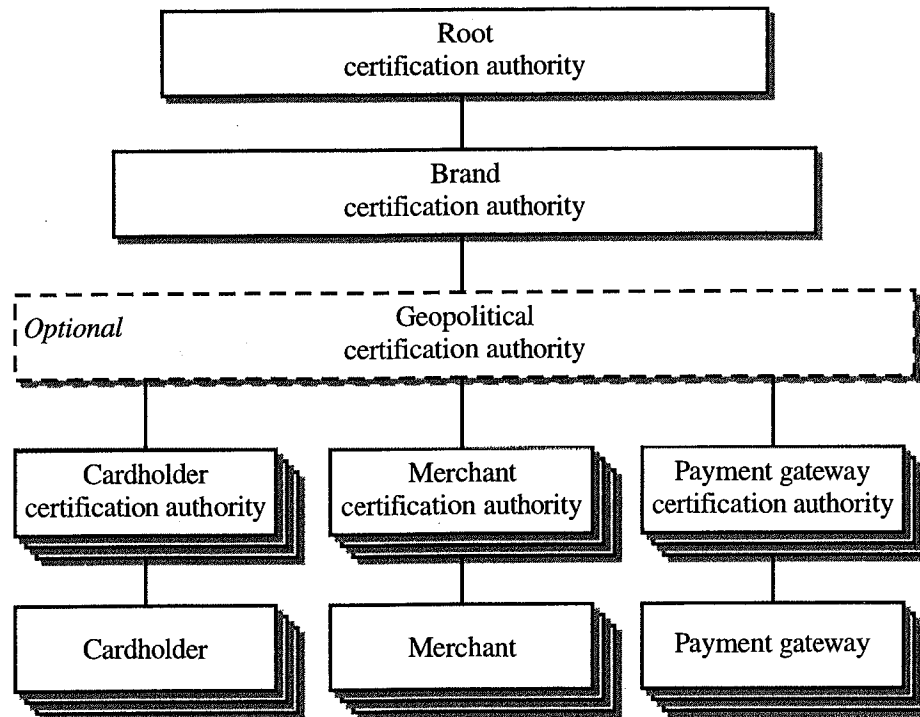 Root
certification authority
Brand
certification authority
Optional
Geopolitical
certification authority
Cardholder
certification authority
Merchant
certification authority
Payment gateway
certification authority
Cardholder
Merchant
Payment gateway